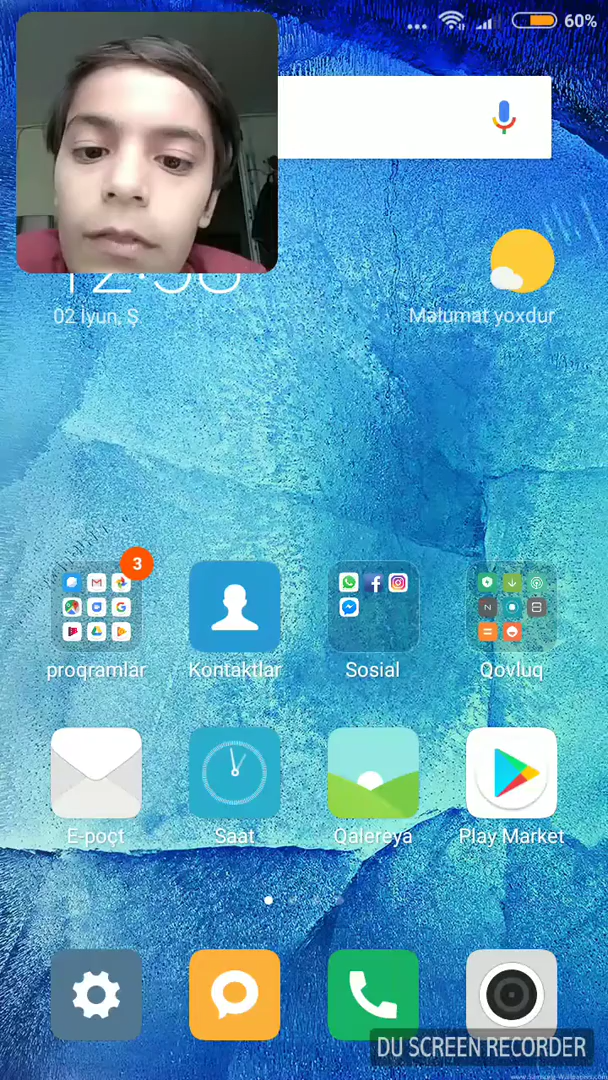 60%
02 İyun, Ş
Məlumat yoxdur
3
proqramlar
Kontaktlar
Sosial
Qovluq
E-poçt
Saat
Qalereya
Play Market
DU SCREEN RECORDER